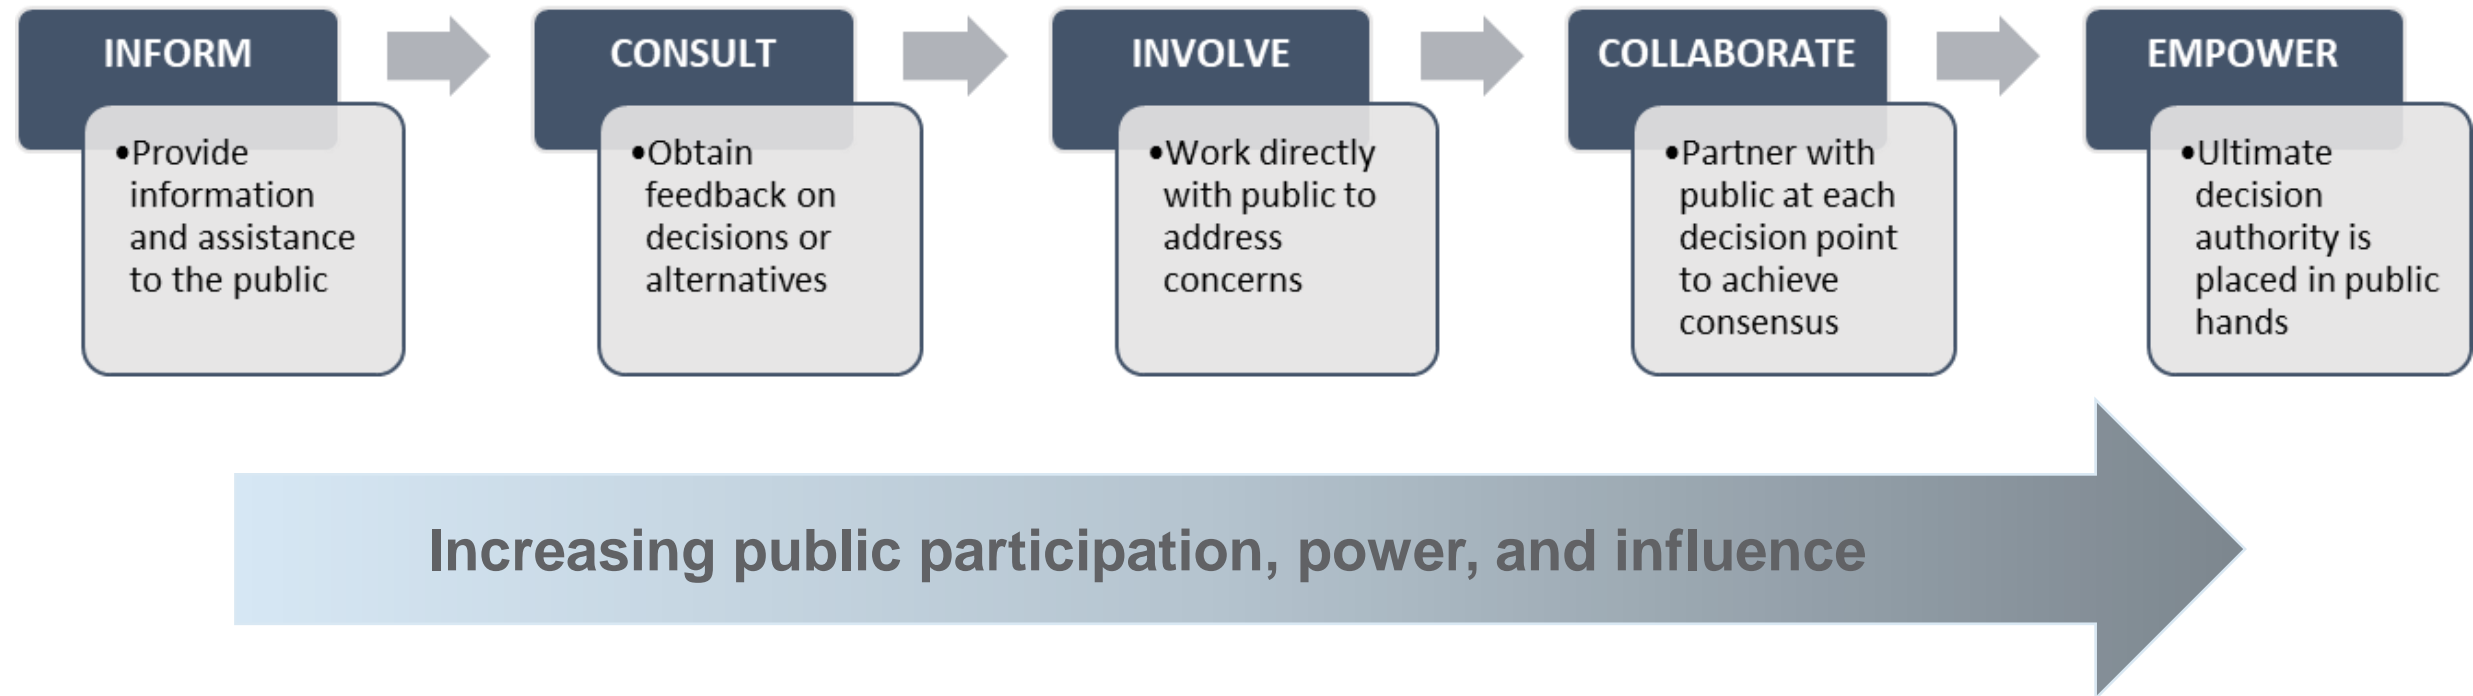 INFORM
•Provide
information
and assistance
to the public
CONSULT
•Obtain
feedback on
decisions or
alternatives
INVOLVE
•Work directly
with public to
address
concerns
COLLABORATE
•Partner with
public at each
decision point
to achieve
consensus
EMPOWER
•Ultimate
decision
authority is
placed in public
hands
Increasing public participation, power, and influence